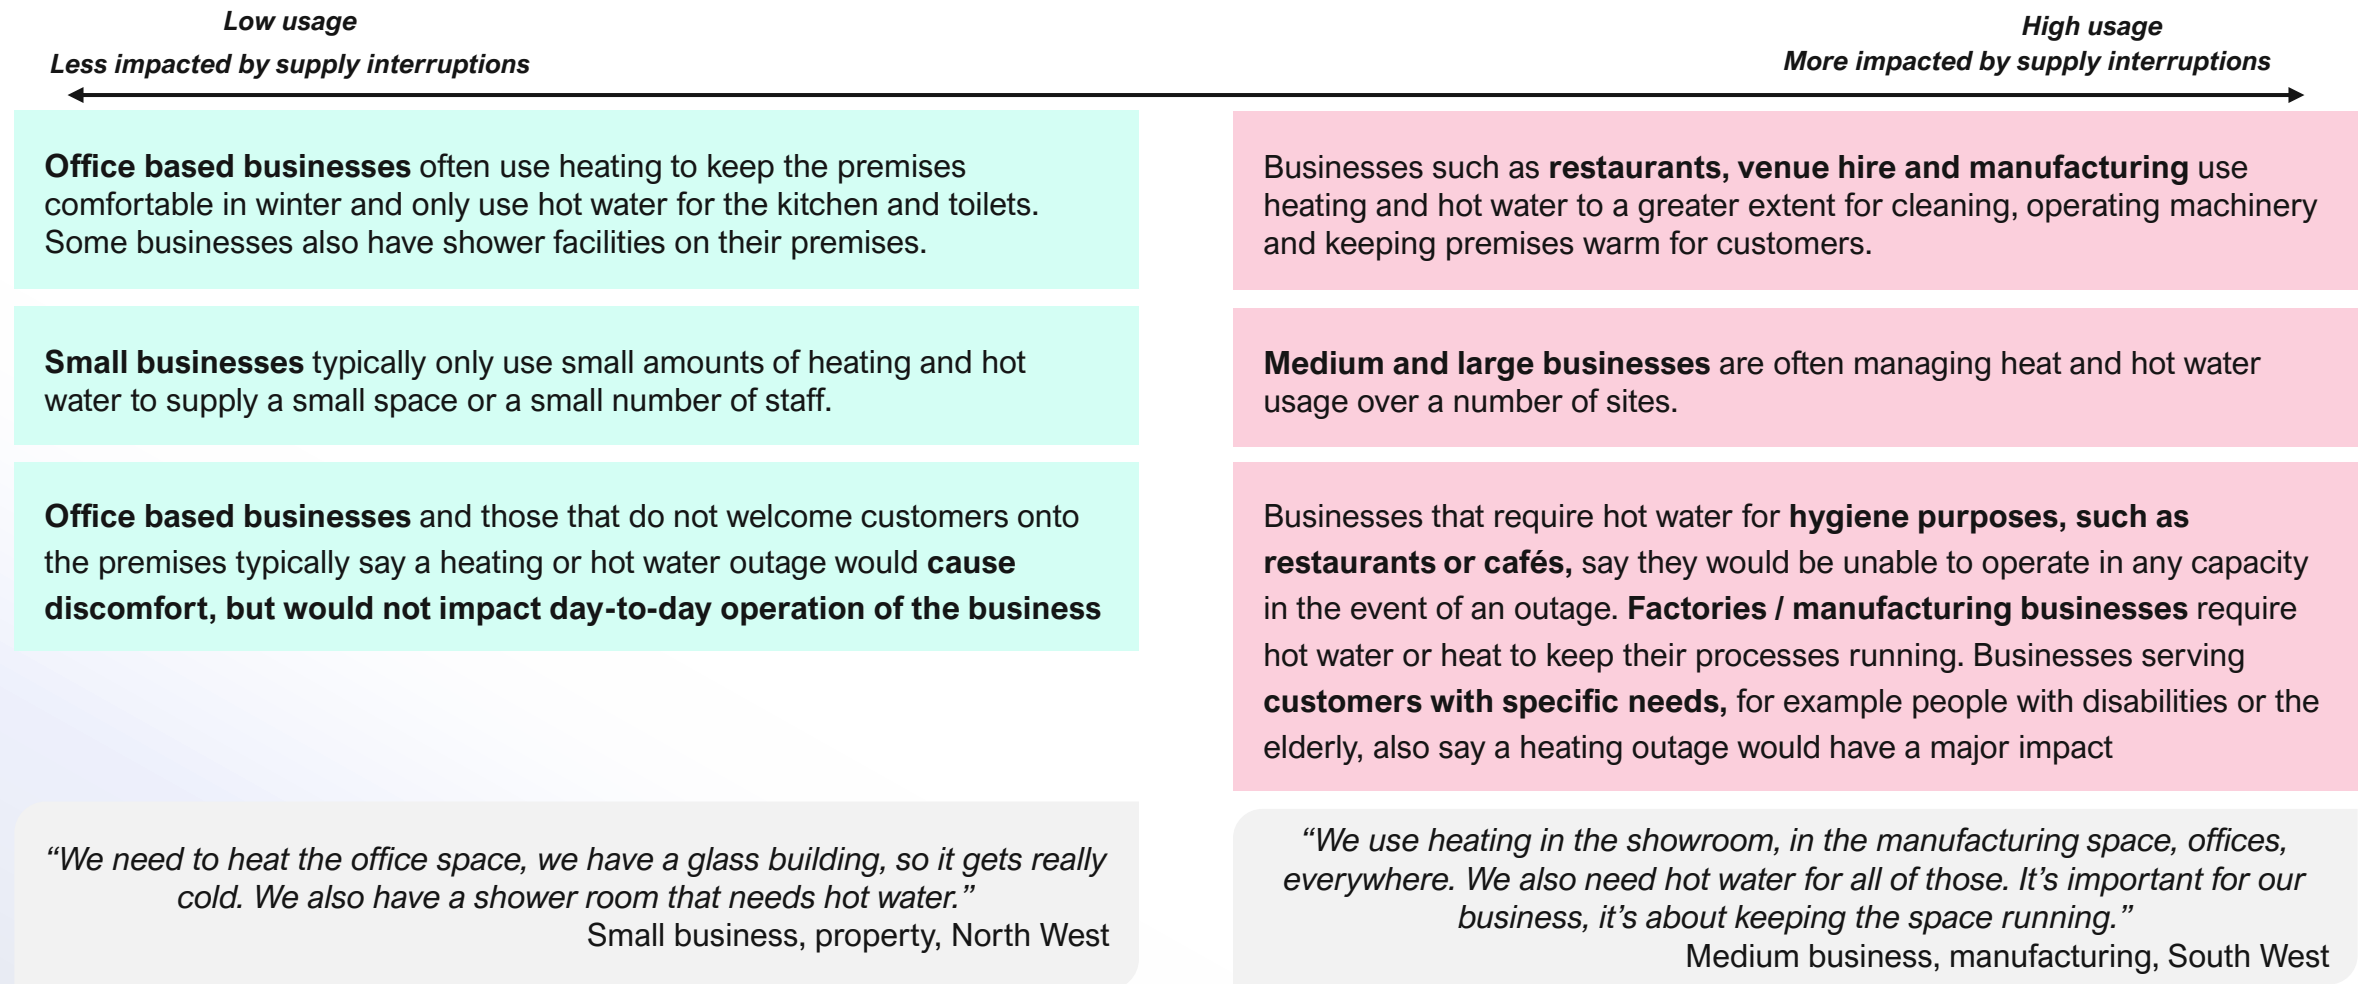 Low usage
Less impacted by supply interruptions
High usage
More impacted by supply interruptions
Office based businesses often use heating to keep the premises
comfortable in winter and only use hot water for the kitchen and toilets.
Some businesses also have shower facilities on their premises.
Businesses such as restaurants, venue hire and manufacturing use
heating and hot water to a greater extent for cleaning, operating machinery
and keeping premises warm for customers.
Small businesses typically only use small amounts of heating and hot
water to supply a small space or a small number of staff.
Medium and large businesses are often managing heat and hot water
usage over a number of sites.
Office based businesses and those that do not welcome customers onto
the premises typically say a heating or hot water outage would cause
discomfort, but would not impact day-to-day operation of the business
Businesses that require hot water for hygiene purposes, such as
restaurants or cafés, say they would be unable to operate in any capacity
in the event of an outage. Factories / manufacturing businesses require
hot water or heat to keep their processes running. Businesses serving
customers with specific needs, for example people with disabilities or the
elderly, also say a heating outage would have a major impact
“We need to heat the office space, we have a glass building, so it gets really
cold. We also have a shower room that needs hot water.”
Small business, property, North West
“We use heating in the showroom, in the manufacturing space, offices,
everywhere. We also need hot water for all of those. It’s important for our
business, it’s about keeping the space running.”
Medium business, manufacturing, South West